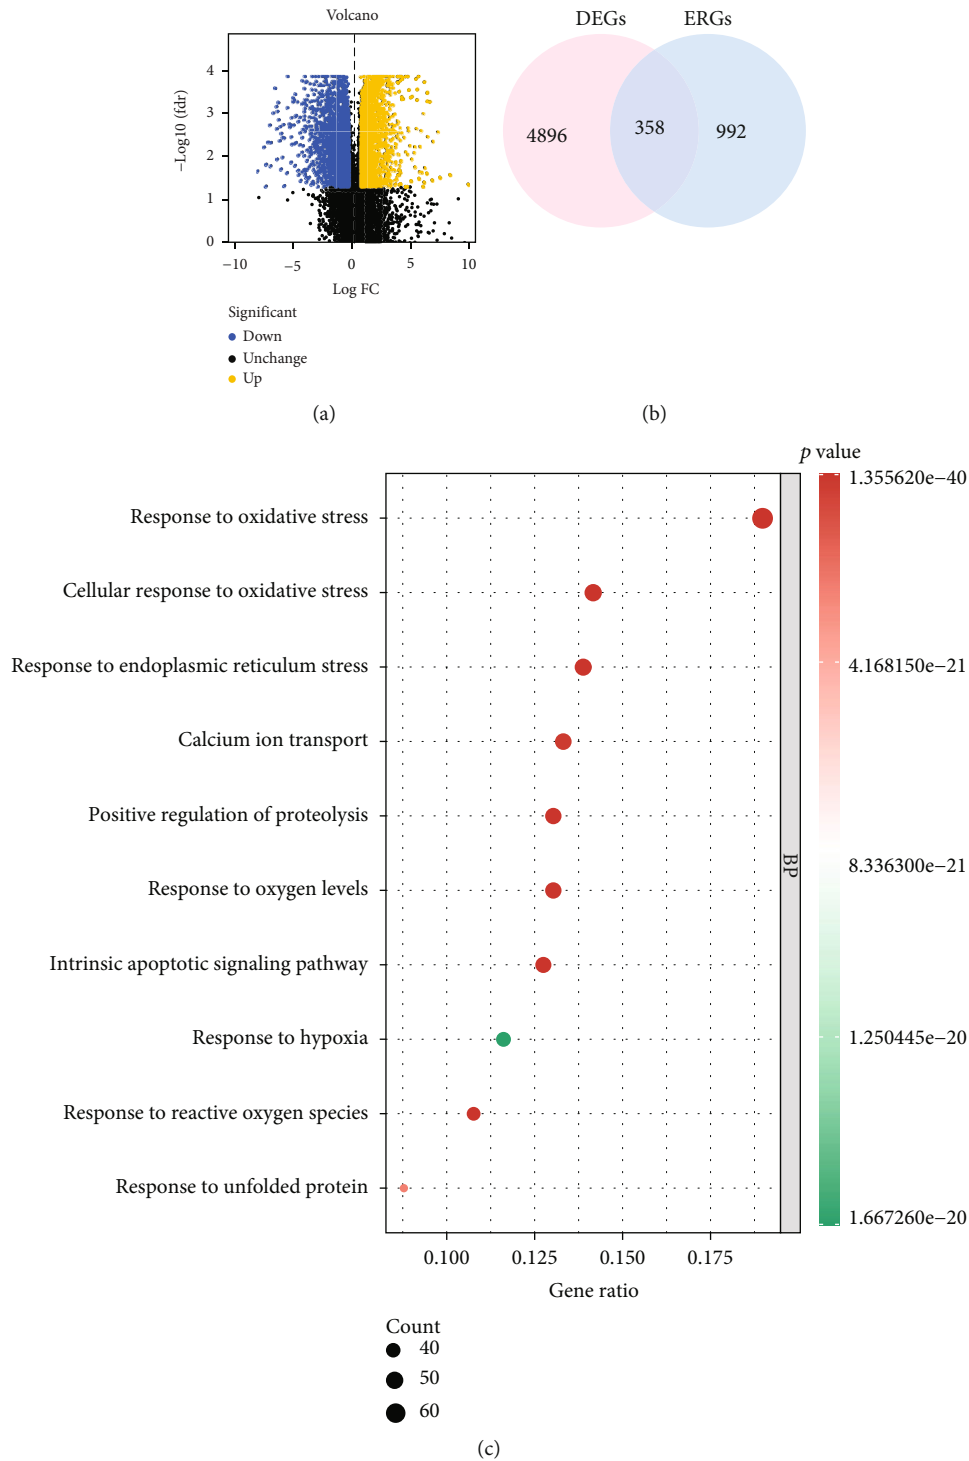 Volcano
−Log10 (fdr)
4
3
2
1
0
−10
−5
0
5
10
Log FC
Significant
Down
Unchange
Up
(a)
DEGs
ERGs
4896
358
992
(b)
p value
1.355620e−40
4.168150e−21
8.336300e−21
1.250445e−20
1.667260e−20
Response to oxidative stress
Cellular response to oxidative stress
Response to endoplasmic reticulum stress
Calcium ion transport
Positive regulation of proteolysis
Response to oxygen levels
Intrinsic apoptotic signaling pathway
Response to hypoxia
Response to reactive oxygen species
Response to unfolded protein
BP
0.100
0.125
0.150
0.175
Gene ratio
Count
40
50
60
(c)